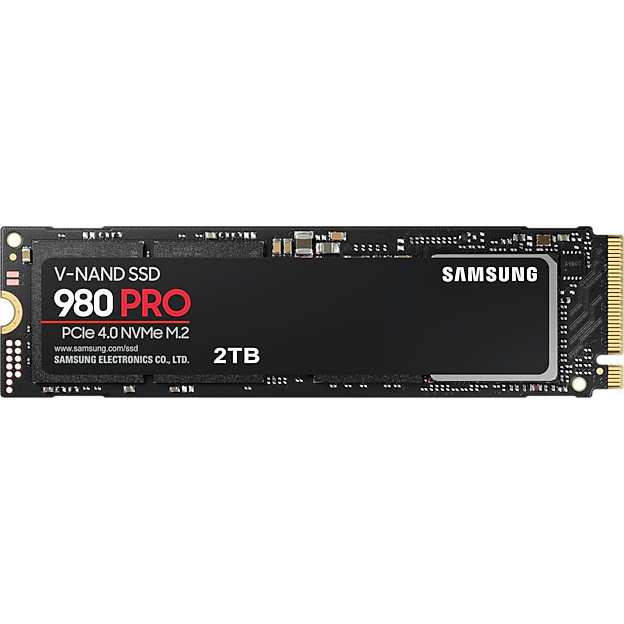 V-NAND SSD
980 PRO
PCIe 4.0 NVMe M.2
www.samsung.com/ssd
SAMSUNG ELECTRONICS CO., LTD.
2TB
SAMSUNG